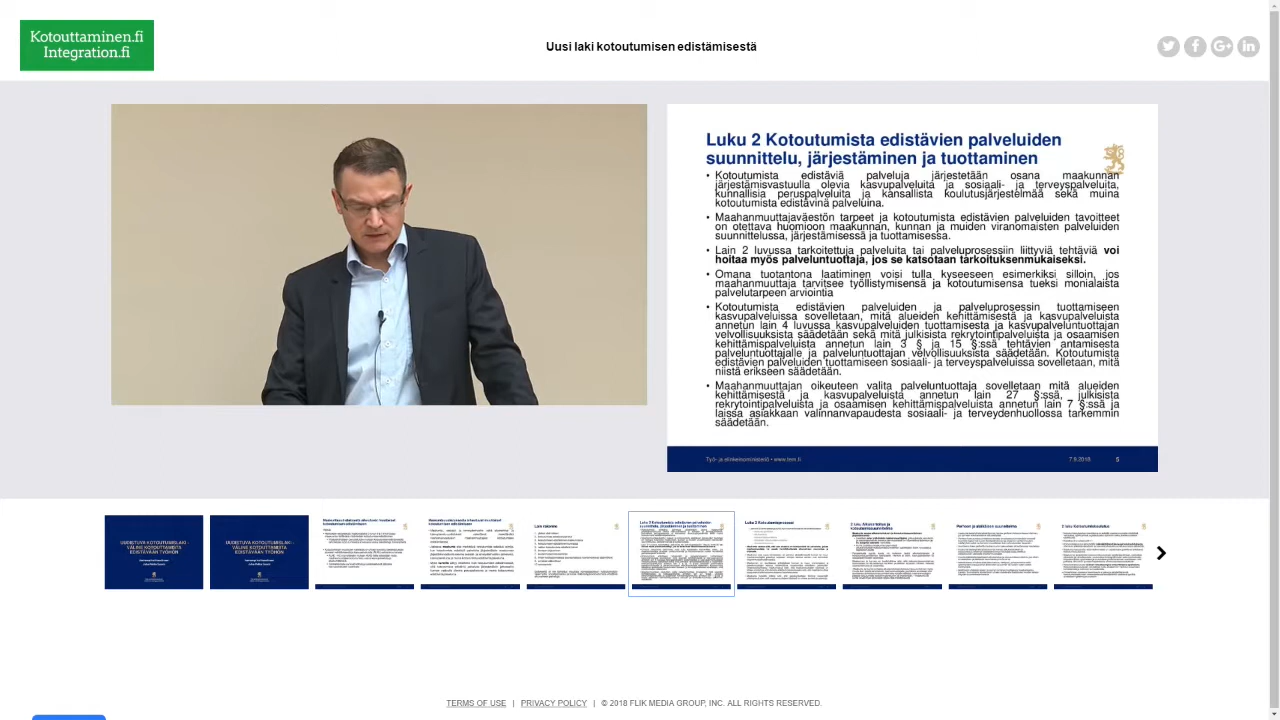 Kotouttaminen.fi
Integration.fi
Uusi laki kotoutumisen edistämisestä
Luku 2 Kotoutumista edistävien palveluiden
suunnittelu, järjestäminen ja tuottaminen
• Kotoutumista edistäviä palveluja järjestetään osana maakunnan
järjestämisvastuulla olevia kasvupalveluita ja sosiaali- ja terveyspalveluita,
kunnallisia peruspalveluita ja kansallista koulutusjärjestelmää sekä muina
kotoutumista edistävinä palveluina.
• Maahanmuuttajaväestön tarpeet ja kotoutumista edistävien palveluiden tavoitteet
on otettava huomioon maakunnan, kunnan ja muiden viranomaisten palveluiden
suunnittelussa, järjestämisessä ja tuottamisessa.
• Lain 2 luvussa tarkoitettuja palveluita tai palveluprosessiin liittyviä tehtäviä voi
hoitaa myös palveluntuottaja, jos se katsotaan tarkoituksenmukaiseksi.
• Omana tuotantona laatiminen voisi tulla kyseeseen esimerkiksi silloin, jos
maahanmuuttaja tarvitsee työllistymisensä ja kotoutumisensa tueksi monialaista
palvelutarpeen arviointia
• Kotoutumista edistävien palveluiden ja palveluprosessin tuottamiseen
kasvupalveluissa sovelletaan, mitä alueiden kehittämisestä ja kasvupalveluista
annetun lain 4 luvussa kasvupalveluiden tuottamisesta ja kasvupalveluntuottajan
velvollisuuksista säädetään sekä mitä julkisista rekrytointipalveluista ja osaamisen
kehittämispalveluista annetun lain 3 § ja 15 §:ssä tehtävien antamisesta
palveluntuottajalle ja palveluntuottajan velvollisuuksista säädetään. Kotoutumista
edistävien palveluiden tuottamiseen sosiaali- ja terveyspalveluissa sovelletaan, mitä
niistä erikseen säädetään.
• Maahanmuuttajan oikeuteen valita palveluntuottaja sovelletaan mitä alueiden
kehittämisestä ja kasvupalveluista annetun lain 27 §:ssä, julkisista
rekrytointipalveluista ja osaamisen kehittämispalveluista annetun lain 7 §:ssä ja
laissa asiakkaan valinnanvapaudesta sosiaali- ja terveydenhuollossa tarkemmin
säädetään.
Työ- ja elinkeinoministeriö • www.tem.fi 7.9.2018 5
TERMS OF USE | PRIVACY POLICY | © 2018 FLIK MEDIA GROUP, INC. ALL RIGHTS RESERVED.